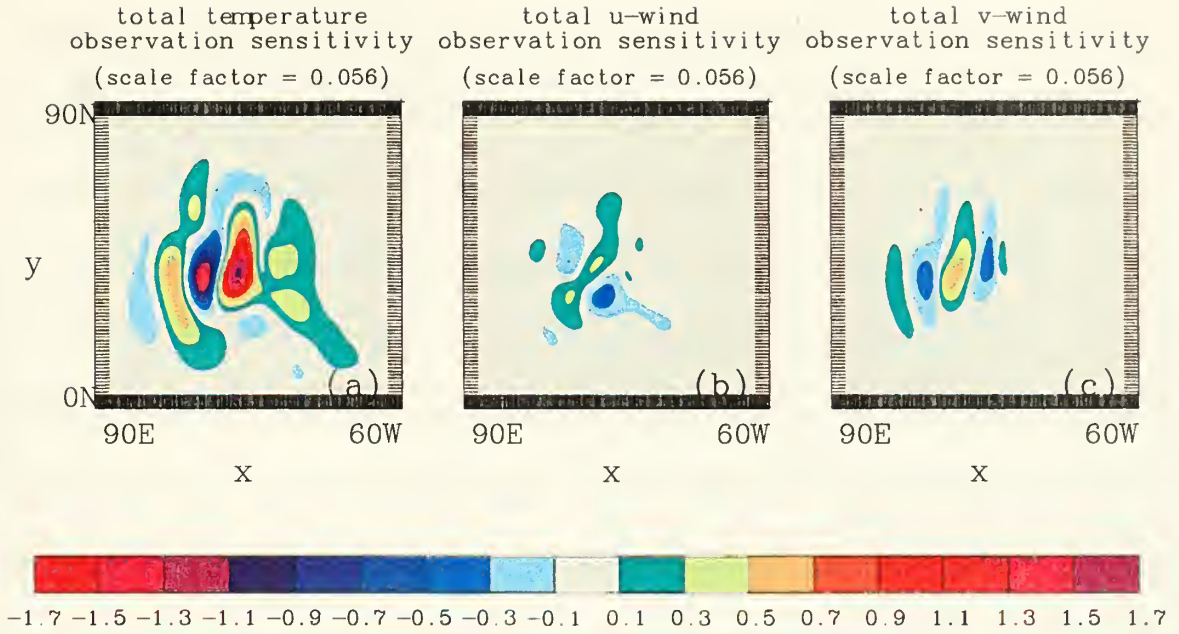 total temperature
observation sensitivity
(scale factor = 0.056)
total u-wind
observation sensitivity
(scale factor = 0.056)
total v-wind
observation sensitivity
(scale factor = 0.056)
90N
y
0N
(a)
90E 60W
x
(b)
90E 60W
x
(c)
90E 60W
x
-1.7 -1.5 -1.3 -1.1 -0.9 -0.7 -0.5 -0.3 -0.1 0.1 0.3 0.5 0.7 0.9 1.1 1.3 1.5 1.7